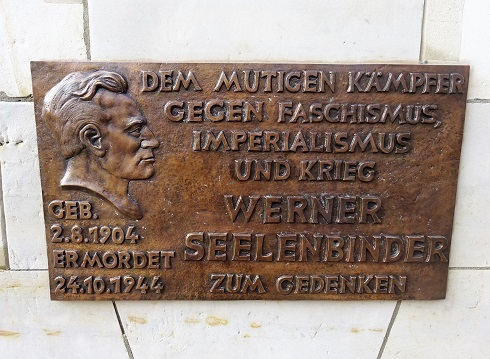 DEM MUTIGEN KÄMPFER
GEGEN FASCHISMUS,
IMPERIALISMUS
UND KRIEG
WERNER
SEELENBINDER
ZUM GEDENKEN
GEB.
2.8.1904
ERMORDET
24.10.1944